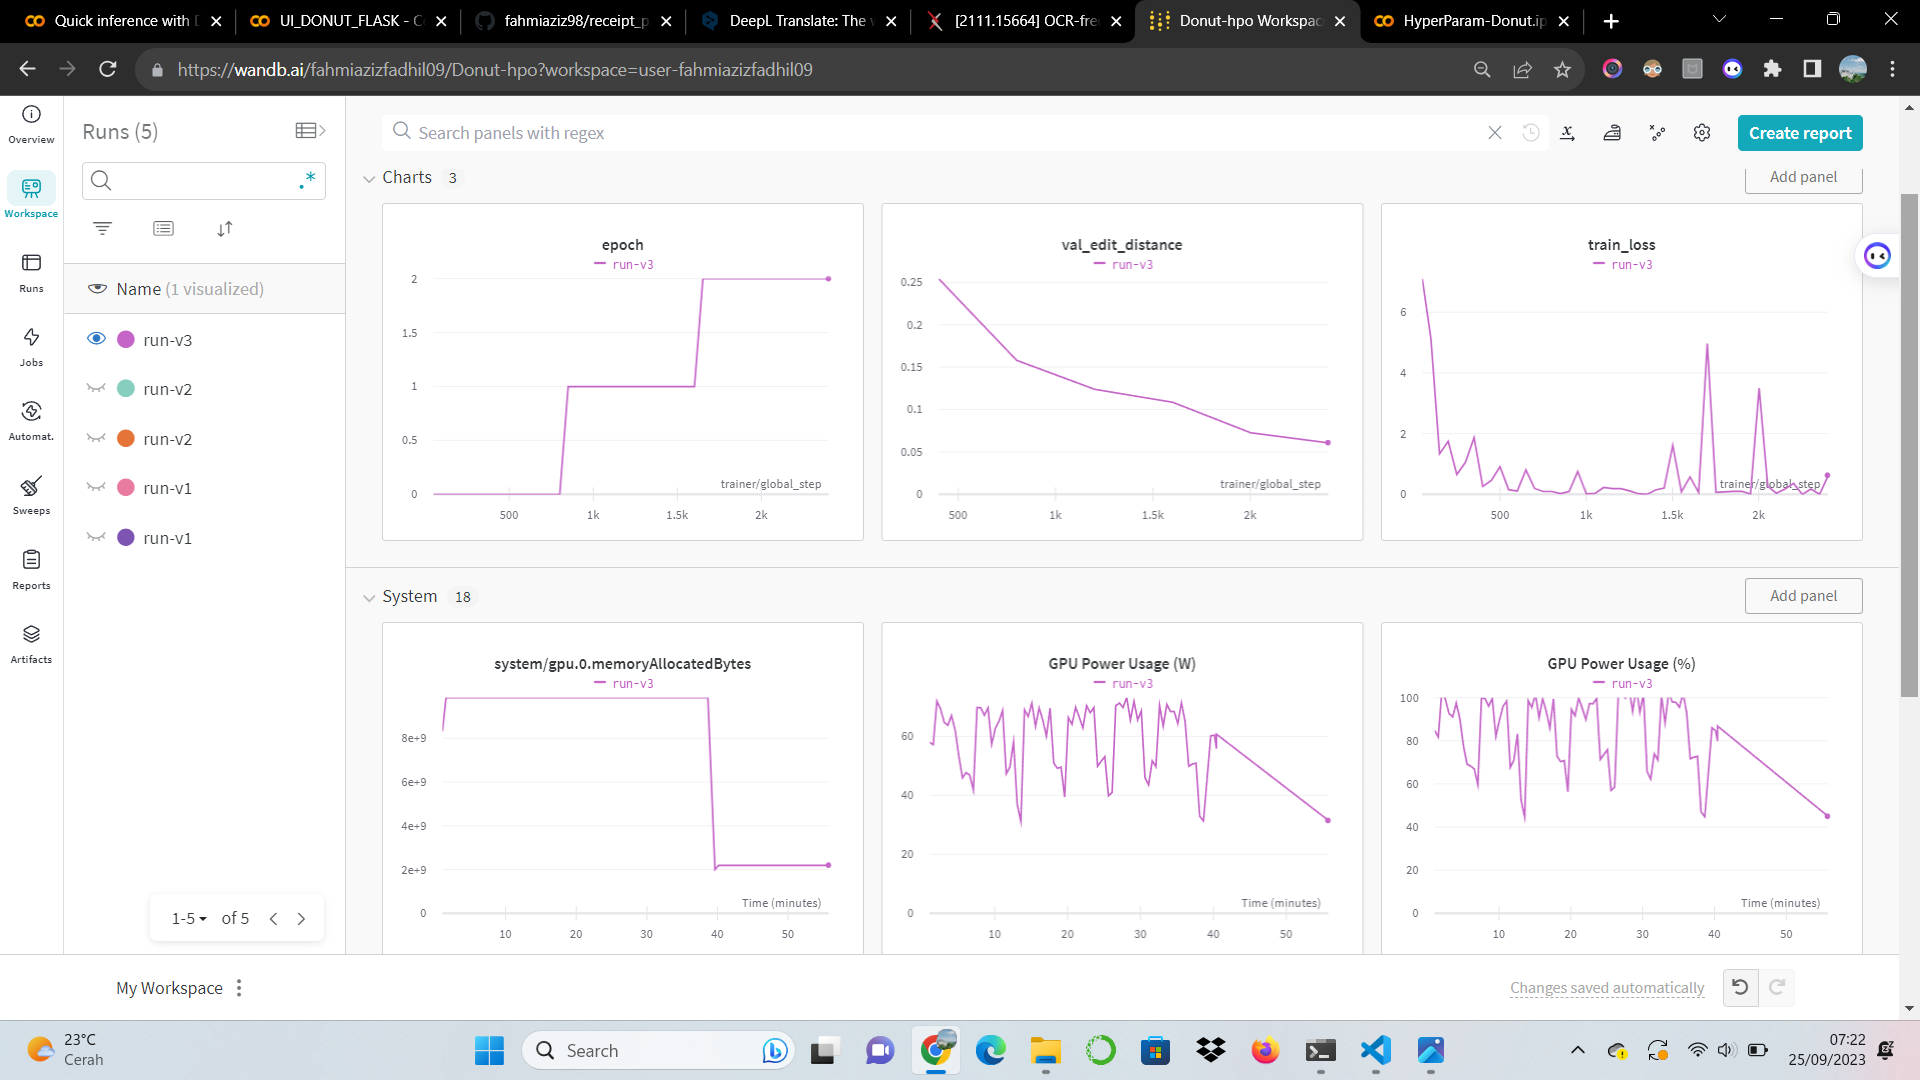 Quick inference with D
UI_DONUT_FLASK - C
fahmiaziz98/receipt_p
DeepL Translate: The w
[2111.15664] OCR-free
Donut-hpo Workspac
HyperParam-Donut.ip
https://wandb.ai/fahmiazizfadhil09/Donut-hpo?workspace=user-fahmiazizfadhil09
Overview
Workspace
Runs
Jobs
Automat.
Sweeps
Reports
Artifacts
Runs (5)
.*
Name (1 visualized)
run-v3
run-v2
run-v2
run-v1
run-v1
1-5 of 5
Search panels with regex
Create report
Charts 3
Add panel
epoch
run-v3
2
1.5
1
0.5
0
trainer/global_step
500 1k 1.5k 2k
val_edit_distance
run-v3
0.25
0.2
0.15
0.1
0.05
0
trainer/global_step
500 1k 1.5k 2k
train_loss
run-v3
6
4
2
0
trainer/global_step
500 1k 1.5k 2k
System 18
Add panel
system/gpu.0.memoryAllocatedBytes
run-v3
8e+9
6e+9
4e+9
2e+9
0
Time (minutes)
10 20 30 40 50
GPU Power Usage (W)
run-v3
60
40
20
0
Time (minutes)
10 20 30 40 50
GPU Power Usage (%)
run-v3
100
80
60
40
20
0
Time (minutes)
10 20 30 40 50
My Workspace
Changes saved automatically
23°C
Cerah
Search
07:22
25/09/2023